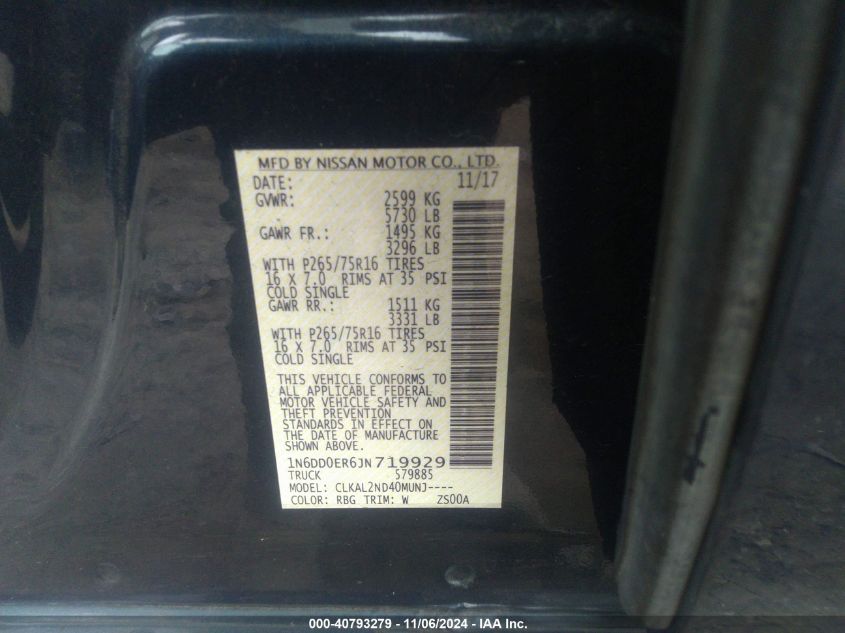 MFD BY NISSAN MOTOR CO., LTD.
DATE: 11/17
GVWR: 2599 KG
5730 LB
GAWR FR.: 1495 KG
3296 LB
WITH P265/75R16 TIRES
16 X 7.0 RIMS AT 35 PSI
COLD SINGLE
GAWR RR.: 1511 KG
3331 LB
WITH P265/75R16 TIRES
16 X 7.0 RIMS AT 35 PSI
COLD SINGLE
THIS VEHICLE CONFORMS TO
ALL APPLICABLE FEDERAL
MOTOR VEHICLE SAFETY AND
THEFT PREVENTION
STANDARDS IN EFFECT ON
THE DATE OF MANUFACTURE
SHOWN ABOVE.
1N6DD0ER6JN719929
TRUCK 579885
MODEL: CLKAL2ND40MUNJ----
COLOR: RBG TRIM: W ZS00A
000-40793279 - 11/06/2024 - IAA Inc.